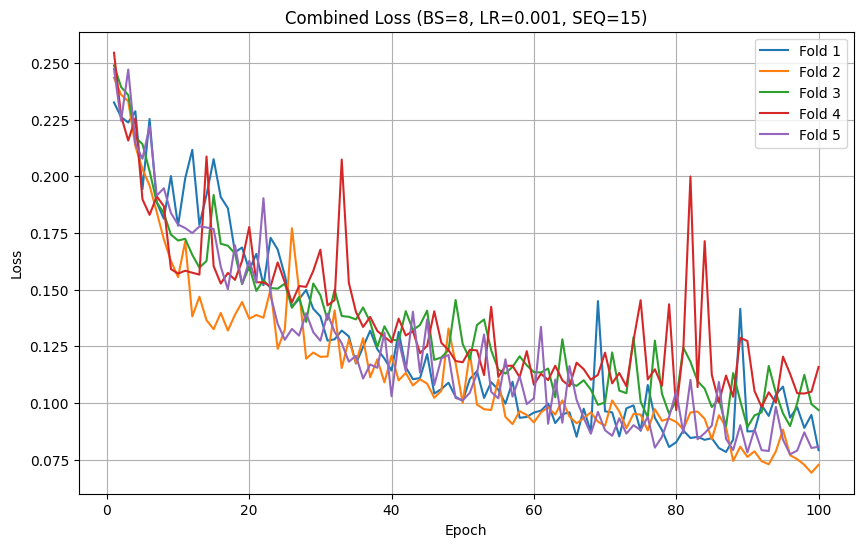 Combined Loss (BS=8, LR=0.001, SEQ=15)
Fold 1
Fold 2
Fold 3
Fold 4
Fold 5
0.250
0.225
0.200
0.175
0.150
0.125
0.100
0.075
Loss
0
20
40
60
80
100
Epoch